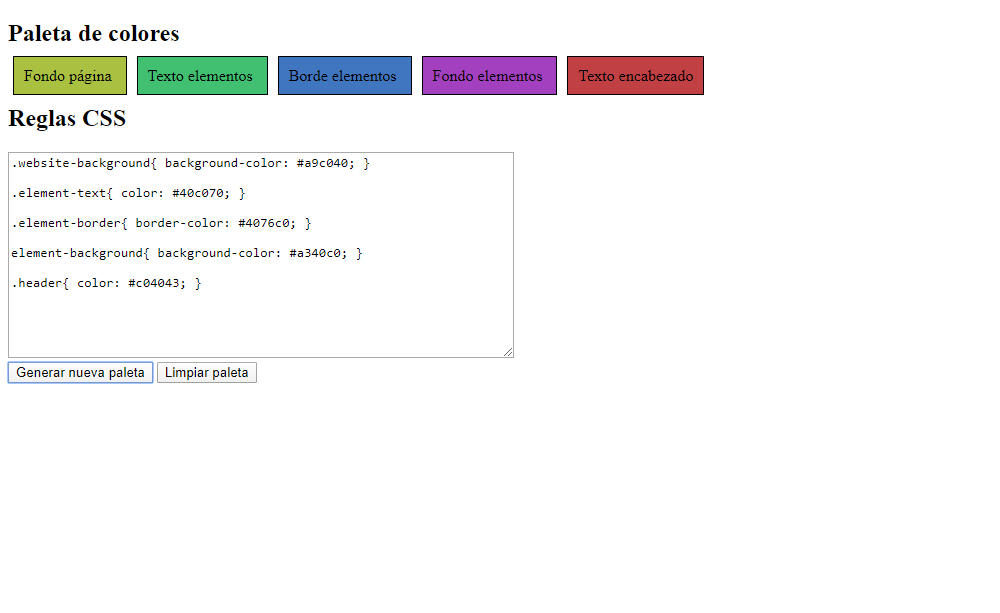 Paleta de colores
Fondo página Texto elementos Borde elementos Fondo elementos Texto encabezado
Reglas CSS
.website-background{ background-color: #a9c040; }
.element-text{ color: #40c070; }
.element-border{ border-color: #4076c0; }
element-background{ background-color: #a340c0; }
.header{ color: #c04043; }
Generar nueva paleta Limpiar paleta